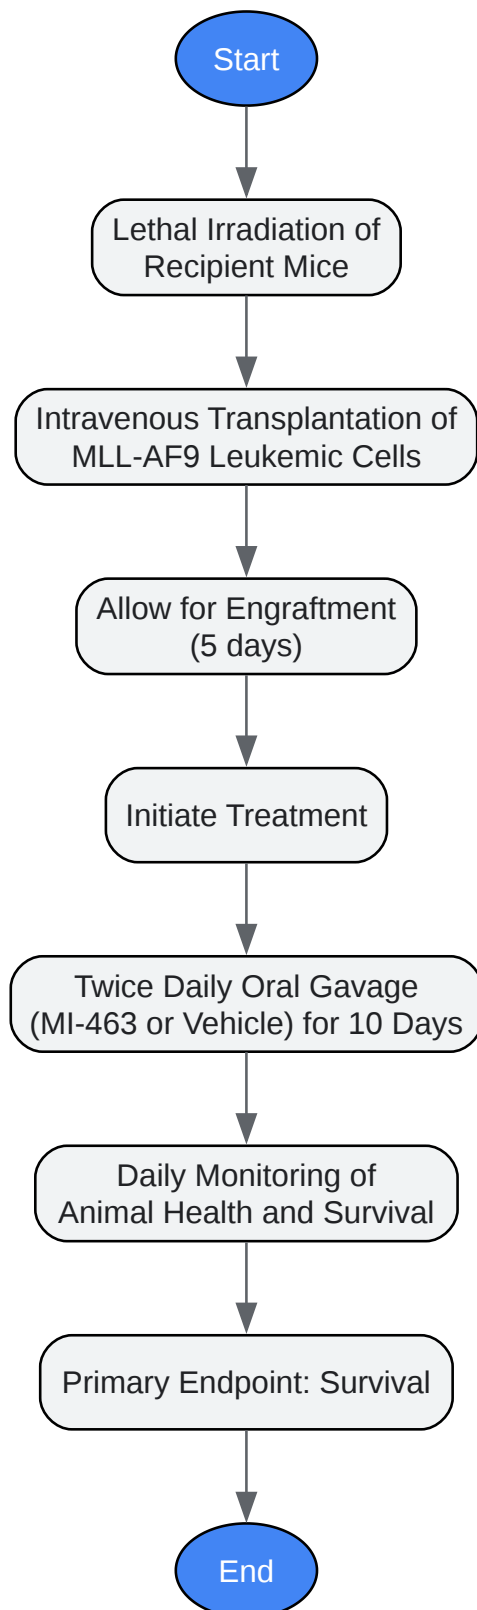 Start
Lethal Irradiation of
Recipient Mice
Intravenous Transplantation of
MLL-AF9 Leukemic Cells
Allow for Engraftment
(5 days)
Initiate Treatment
Twice Daily Oral Gavage
(MI-463 or Vehicle) for 10 Days
Daily Monitoring of
Animal Health and Survival
Primary Endpoint: Survival
End